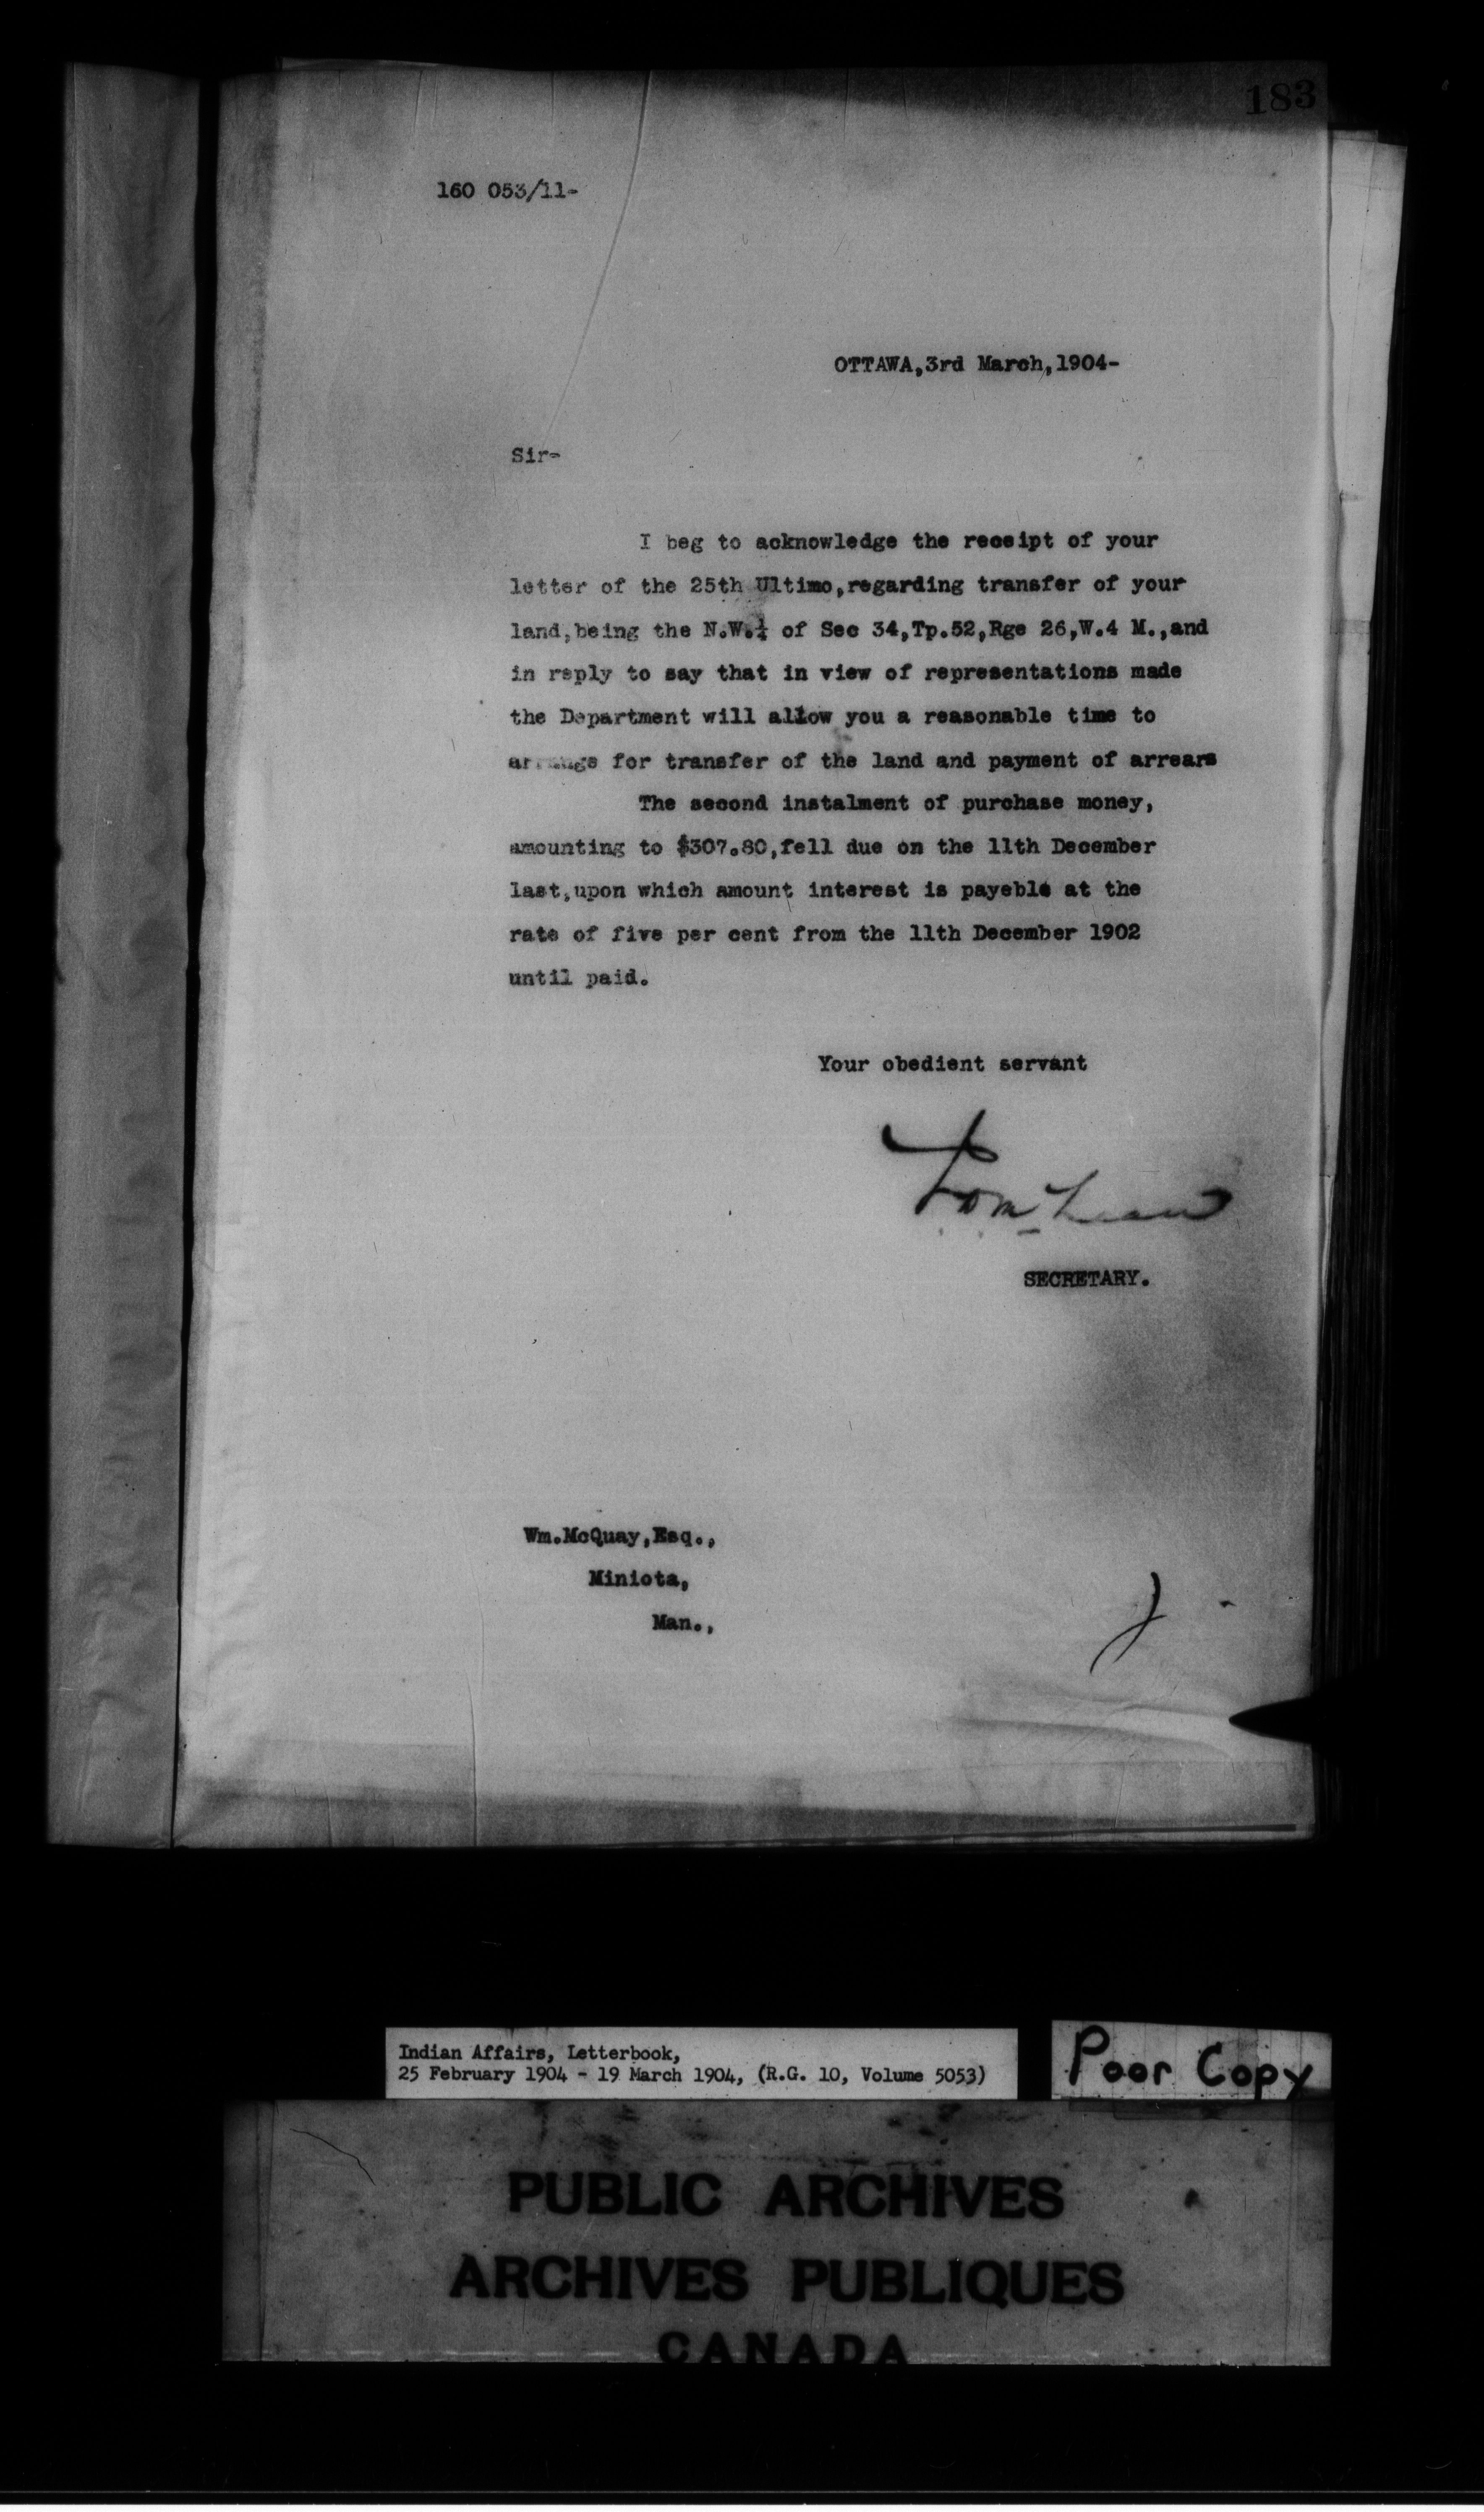 183
160 053/11-
OTTAWA,3rd March,1904-
Sir-
I beg to acknowledge the receipt of your
letter of the 25th Ultimo,regarding transfer of your
land,being the N.W.¼ of Sec 34,Tp.52,Rge 26,W.4 M.,and
in reply to say that in view of representations made
the Department will allow you a reasonable time to
arrange for transfer of the land and payment of arrears
The second instalment of purchase money,
amounting to $307.80,fell due on the 11th December
last,upon which amount interest is payeble at the
rate of five per cent from the 11th December 1902
until paid.
Your obedient servant
SECRETARY.
Wm.McQuay,Esq.,
Miniota,
Man.,
Indian Affairs, Letterbook,
25 February 1904 - 19 March 1904, (R.G. 10, Volume 5053)
Poor Copy
PUBLIC ARCHIVES
ARCHIVES PUBLIQUES
CANADA